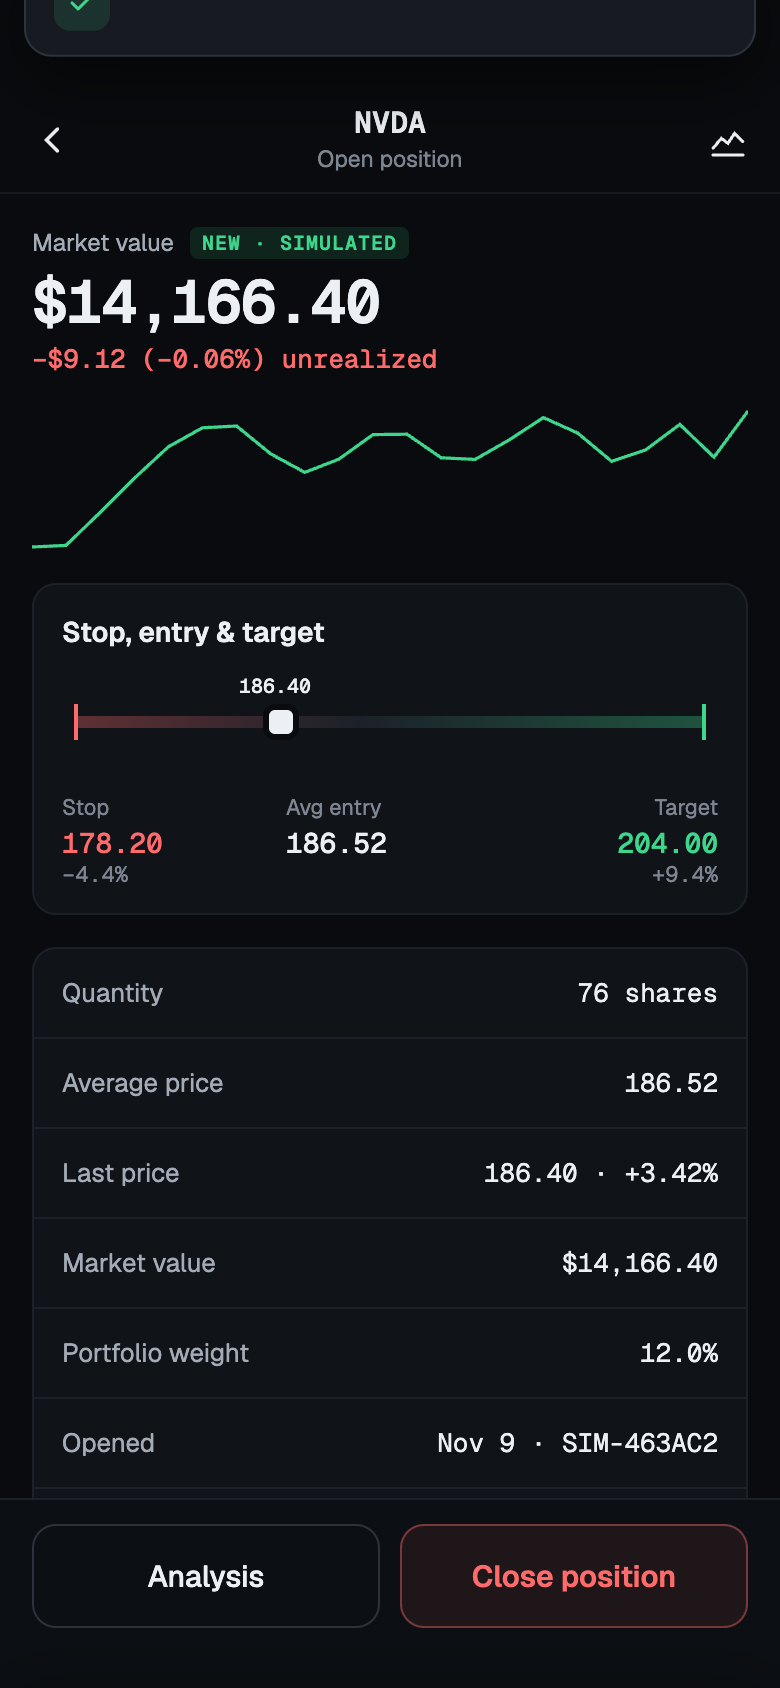 NVDA
Open position
Market value NEW · SIMULATED
$14,166.40
−$9.12 (−0.06%) unrealized
Stop, entry & target
186.40
Stop Avg entry Target
178.20 186.52 204.00
−4.4% +9.4%
Quantity 76 shares
Average price 186.52
Last price 186.40 · +3.42%
Market value $14,166.40
Portfolio weight 12.0%
Opened Nov 9 · SIM-463AC2
Analysis Close position